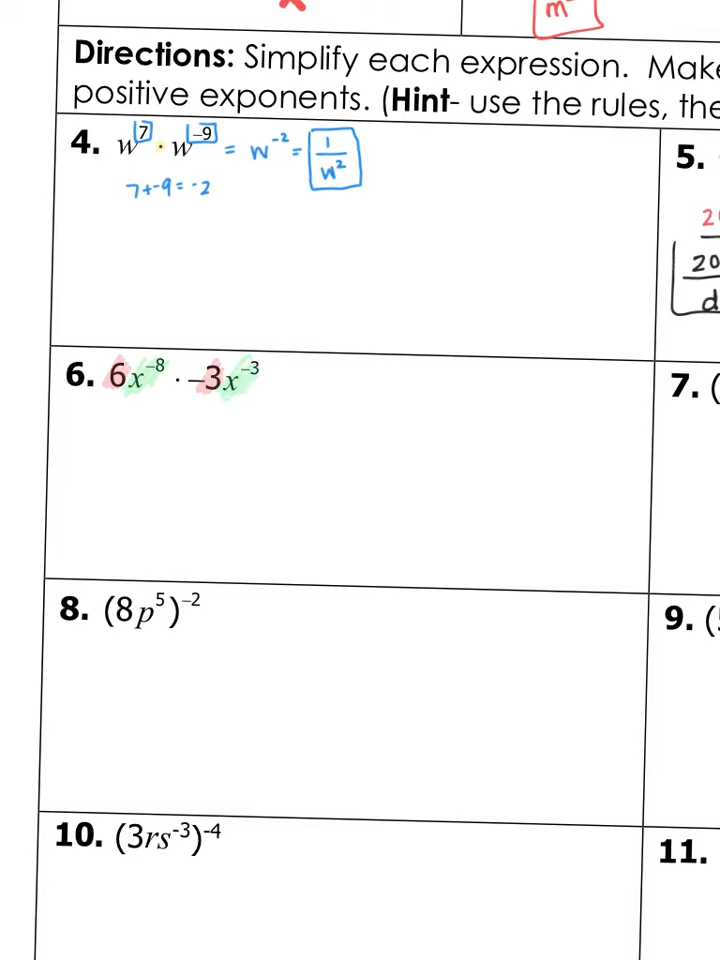 m
Directions: Simplify each expression. Make
positive exponents. (Hint- use the rules, the
4. w^7 · w^-9 = w^-2 = 1/w^2
7+-9=-2
5.
20
20
d
6. 6x^-8 · -3x^-3
7. (
8. (8p^5)^-2
9. (
10. (3rs^-3)^-4
11.